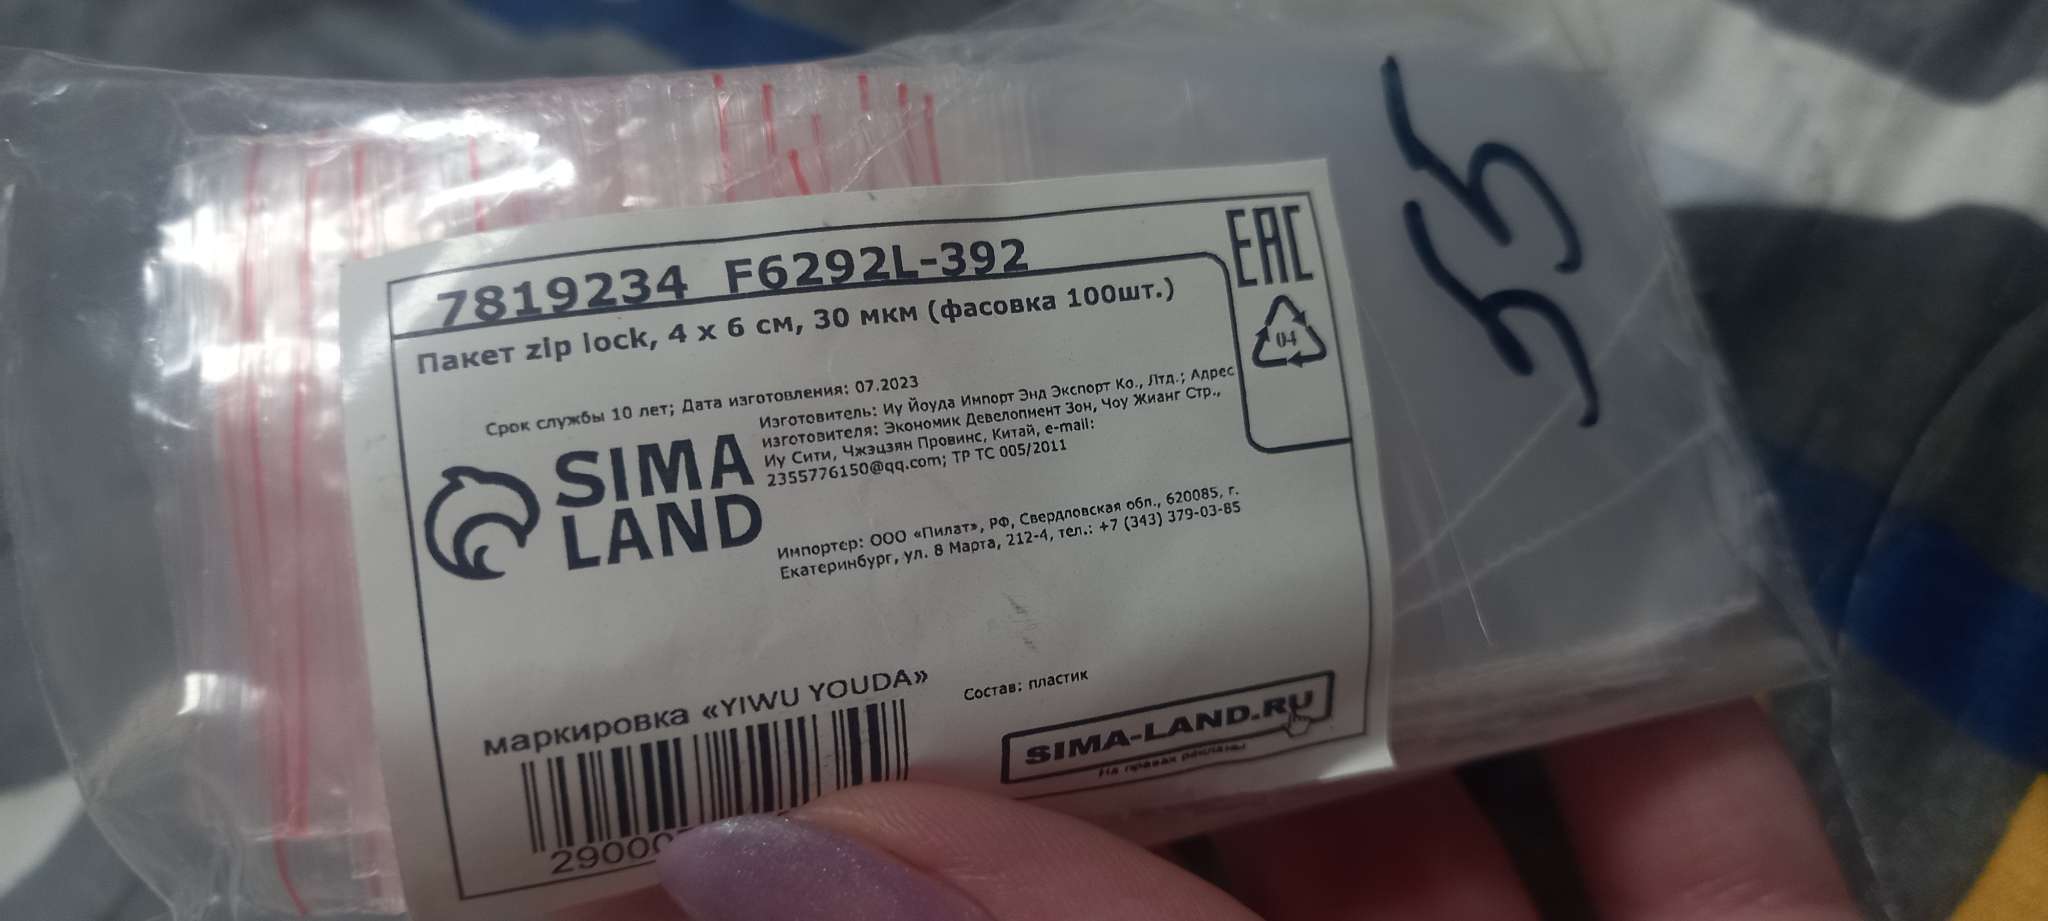 7819234 F6292L-392
Пакет zip lock, 4 x 6 см, 30 мкм (фасовка 100шт.)
EAC
04
55
Срок службы 10 лет; Дата изготовления: 07.2023
SIMA
LAND
Изготовитель: Иу Йоуда Импорт Энд Экспорт Ко., Лтд.; Адрес
изготовителя: Экономик Девелопмент Зон, Чоу Жианг Стр.,
Иу Сити, Чжэцзян Провинс, Китай, e-mail:
2355776150@qq.com; ТР ТС 005/2011
Импортер: ООО «Пилат», РФ, Свердловская обл., 620085, г.
Екатеринбург, ул. 8 Марта, 212-4, тел.: +7 (343) 379-03-85
маркировка «YIWU YOUDA»
Состав: пластик
29000
SIMA-LAND.RU
На правах рекламы